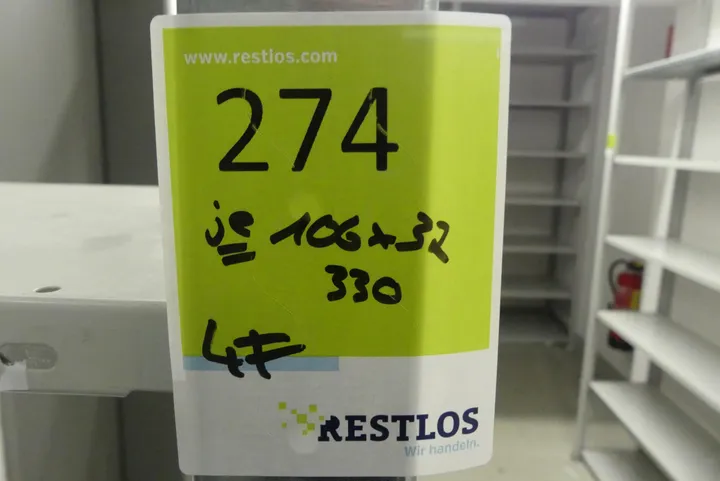 www.restlos.com
274
je 106x32
330
4F
RESTLOS
Wir handeln.